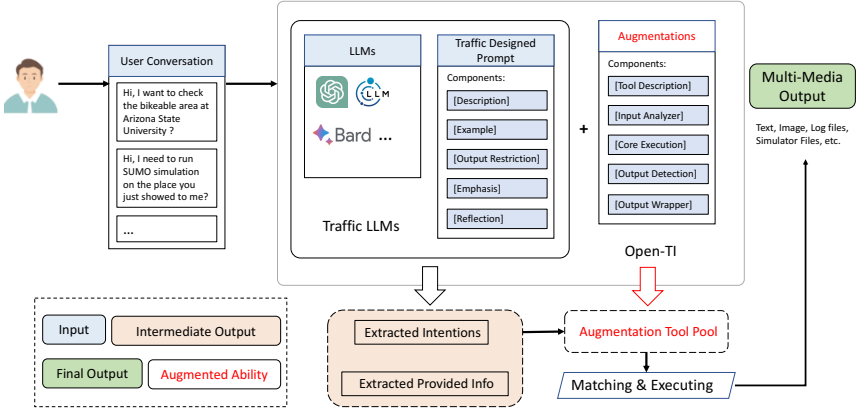 User Conversation
Hi, I want to check
the bikeable area at
Arizona State
University ?
Hi, I need to run
SUMO simulation
on the place you
just showed to me?
...
LLMs
LLM
Bard ...
Traffic LLMs
Traffic Designed
Prompt
Components:
[Description]
[Example]
[Output Restriction]
[Emphasis]
[Reflection]
+
Augmentations
Components:
[Tool Description]
[Input Analyzer]
[Core Execution]
[Output Detection]
[Output Wrapper]
Open-TI
Multi-Media
Output
Text, Image, Log files,
Simulator Files, etc.
Input
Intermediate Output
Final Output
Augmented Ability
Extracted Intentions
Extracted Provided Info
Augmentation Tool Pool
Matching & Executing